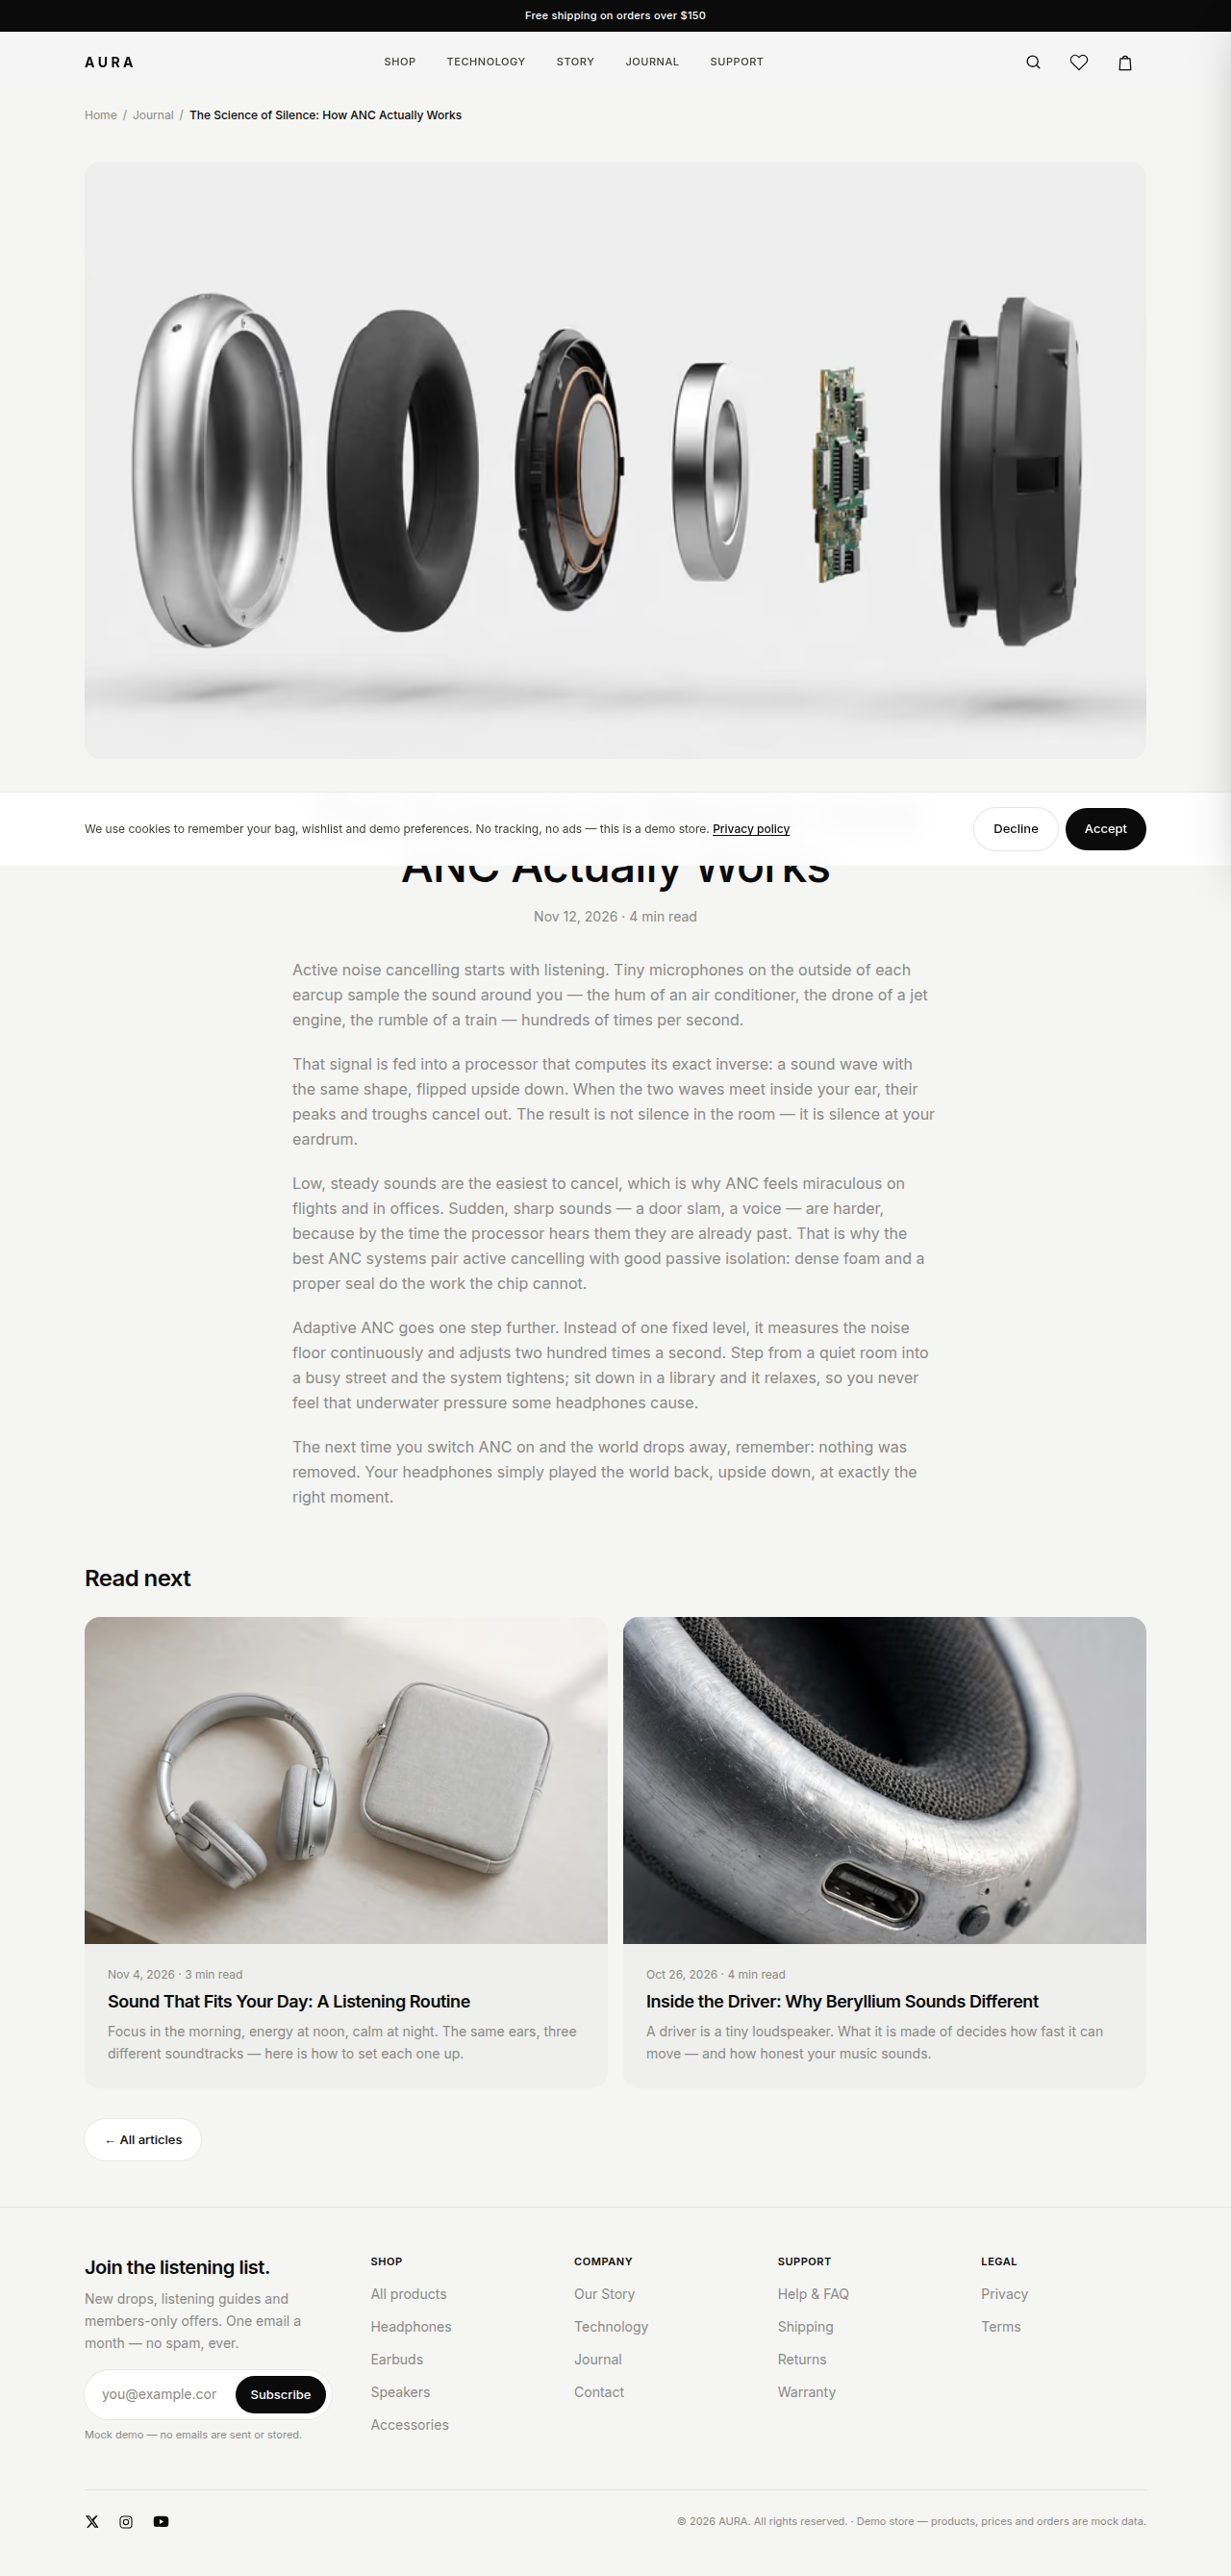 Free shipping on orders over $150
AURA
SHOP TECHNOLOGY STORY JOURNAL SUPPORT
Home / Journal / The Science of Silence: How ANC Actually Works
We use cookies to remember your bag, wishlist and demo preferences. No tracking, no ads — this is a demo store. Privacy policy
Decline
Accept
ANC Actually Works
Nov 12, 2026 · 4 min read
Active noise cancelling starts with listening. Tiny microphones on the outside of each
earcup sample the sound around you — the hum of an air conditioner, the drone of a jet
engine, the rumble of a train — hundreds of times per second.
That signal is fed into a processor that computes its exact inverse: a sound wave with
the same shape, flipped upside down. When the two waves meet inside your ear, their
peaks and troughs cancel out. The result is not silence in the room — it is silence at your
eardrum.
Low, steady sounds are the easiest to cancel, which is why ANC feels miraculous on
flights and in offices. Sudden, sharp sounds — a door slam, a voice — are harder,
because by the time the processor hears them they are already past. That is why the
best ANC systems pair active cancelling with good passive isolation: dense foam and a
proper seal do the work the chip cannot.
Adaptive ANC goes one step further. Instead of one fixed level, it measures the noise
floor continuously and adjusts two hundred times a second. Step from a quiet room into
a busy street and the system tightens; sit down in a library and it relaxes, so you never
feel that underwater pressure some headphones cause.
The next time you switch ANC on and the world drops away, remember: nothing was
removed. Your headphones simply played the world back, upside down, at exactly the
right moment.
Read next
Nov 4, 2026 · 3 min read
Sound That Fits Your Day: A Listening Routine
Focus in the morning, energy at noon, calm at night. The same ears, three
different soundtracks — here is how to set each one up.
Oct 26, 2026 · 4 min read
Inside the Driver: Why Beryllium Sounds Different
A driver is a tiny loudspeaker. What it is made of decides how fast it can
move — and how honest your music sounds.
← All articles
Join the listening list.
New drops, listening guides and
members-only offers. One email a
month — no spam, ever.
you@example.cor
Subscribe
Mock demo — no emails are sent or stored.
SHOP
All products
Headphones
Earbuds
Speakers
Accessories
COMPANY
Our Story
Technology
Journal
Contact
SUPPORT
Help & FAQ
Shipping
Returns
Warranty
LEGAL
Privacy
Terms
© 2026 AURA. All rights reserved. · Demo store — products, prices and orders are mock data.